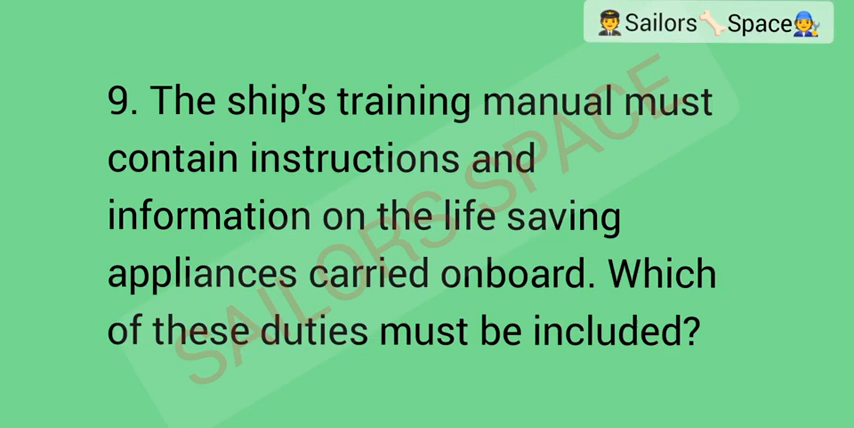 Sailors Space
9. The ship's training manual must
contain instructions and
information on the life saving
appliances carried onboard. Which
of these duties must be included?
SAILORS SPACE